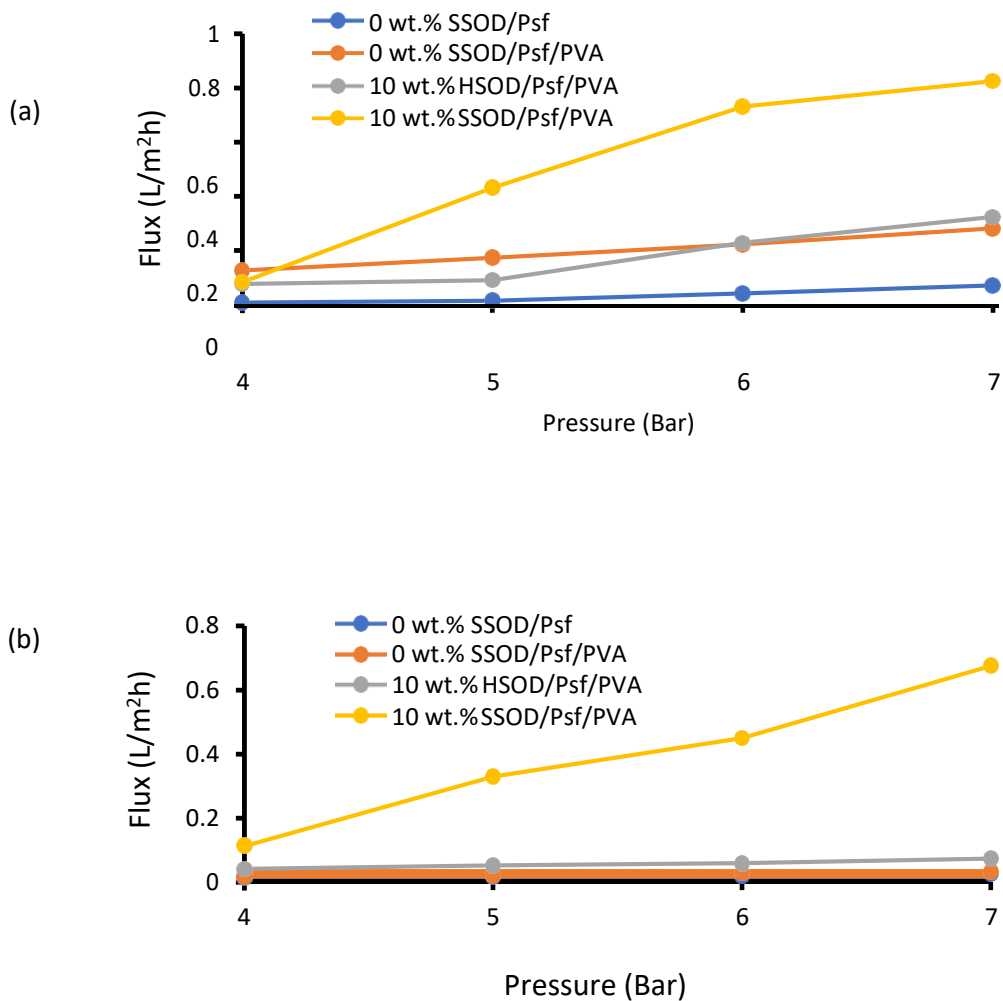 (a)
Flux (L/m²h)
1
0.8
0.6
0.4
0.2
0
0 wt.% SSOD/Psf
0 wt.% SSOD/Psf/PVA
10 wt.%HSOD/Psf/PVA
10 wt.%SSOD/Psf/PVA
4 5 6 7
Pressure (Bar)
(b)
Flux (L/m²h)
0.8
0.6
0.4
0.2
0
0 wt.% SSOD/Psf
0 wt.% SSOD/Psf/PVA
10 wt.% HSOD/Psf/PVA
10 wt.%SSOD/Psf/PVA
4 5 6 7
Pressure (Bar)